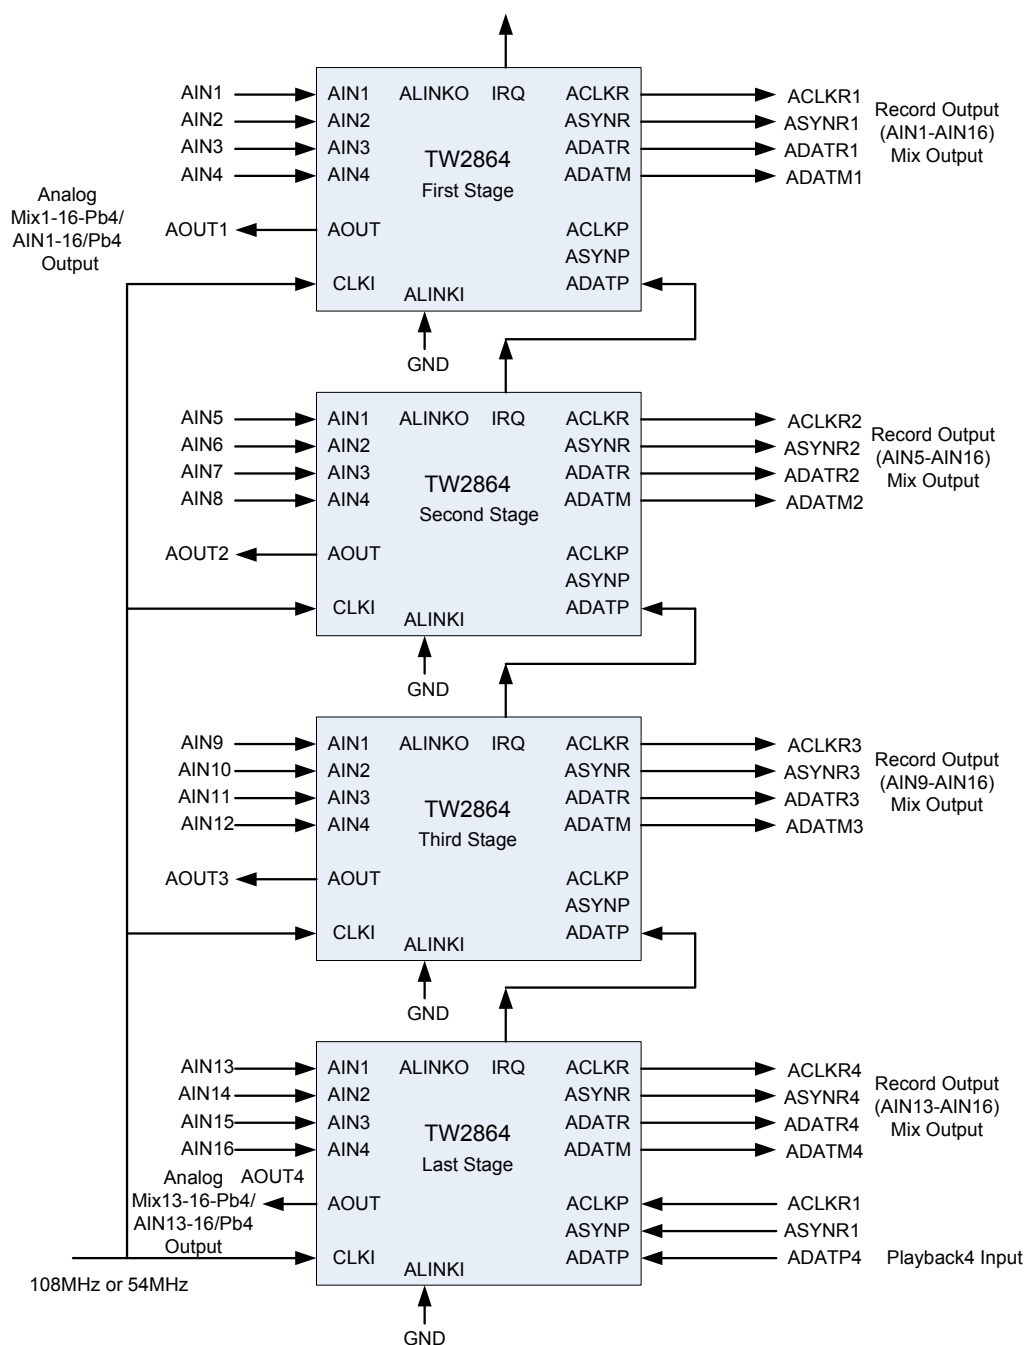 AIN1
AIN2
AIN3
AIN4
Analog
Mix1-16-Pb4/
AIN1-16/Pb4
Output
AOUT1
AIN1 ALINKO IRQ ACLKR
AIN2 ASYNR
AIN3 ADATR
AIN4 ADATM
TW2864
First Stage
AOUT ACLKP
ASYNP
CLKI ADATP
ALINKI
GND
ACLKR1
ASYNR1
ADATR1
ADATM1
Record Output
(AIN1-AIN16)
Mix Output
AIN5
AIN6
AIN7
AIN8
AOUT2
AIN1 ALINKO IRQ ACLKR
AIN2 ASYNR
AIN3 ADATR
AIN4 ADATM
TW2864
Second Stage
AOUT ACLKP
ASYNP
CLKI ADATP
ALINKI
GND
ACLKR2
ASYNR2
ADATR2
ADATM2
Record Output
(AIN5-AIN16)
Mix Output
AIN9
AIN10
AIN11
AIN12
AOUT3
AIN1 ALINKO IRQ ACLKR
AIN2 ASYNR
AIN3 ADATR
AIN4 ADATM
TW2864
Third Stage
AOUT ACLKP
ASYNP
CLKI ADATP
ALINKI
GND
ACLKR3
ASYNR3
ADATR3
ADATM3
Record Output
(AIN9-AIN16)
Mix Output
AIN13
AIN14
AIN15
AIN16
Analog
Mix13-16-Pb4/
AIN13-16/Pb4
Output
AOUT4
AIN1 ALINKO IRQ ACLKR
AIN2 ASYNR
AIN3 ADATR
AIN4 ADATM
TW2864
Last Stage
AOUT ACLKP
ASYNP
CLKI ADATP
ALINKI
GND
ACLKR4
ASYNR4
ADATR4
ADATM4
Record Output
(AIN13-AIN16)
Mix Output
ACLKR1
ASYNR1
ADATP4 Playback4 Input
108MHz or 54MHz